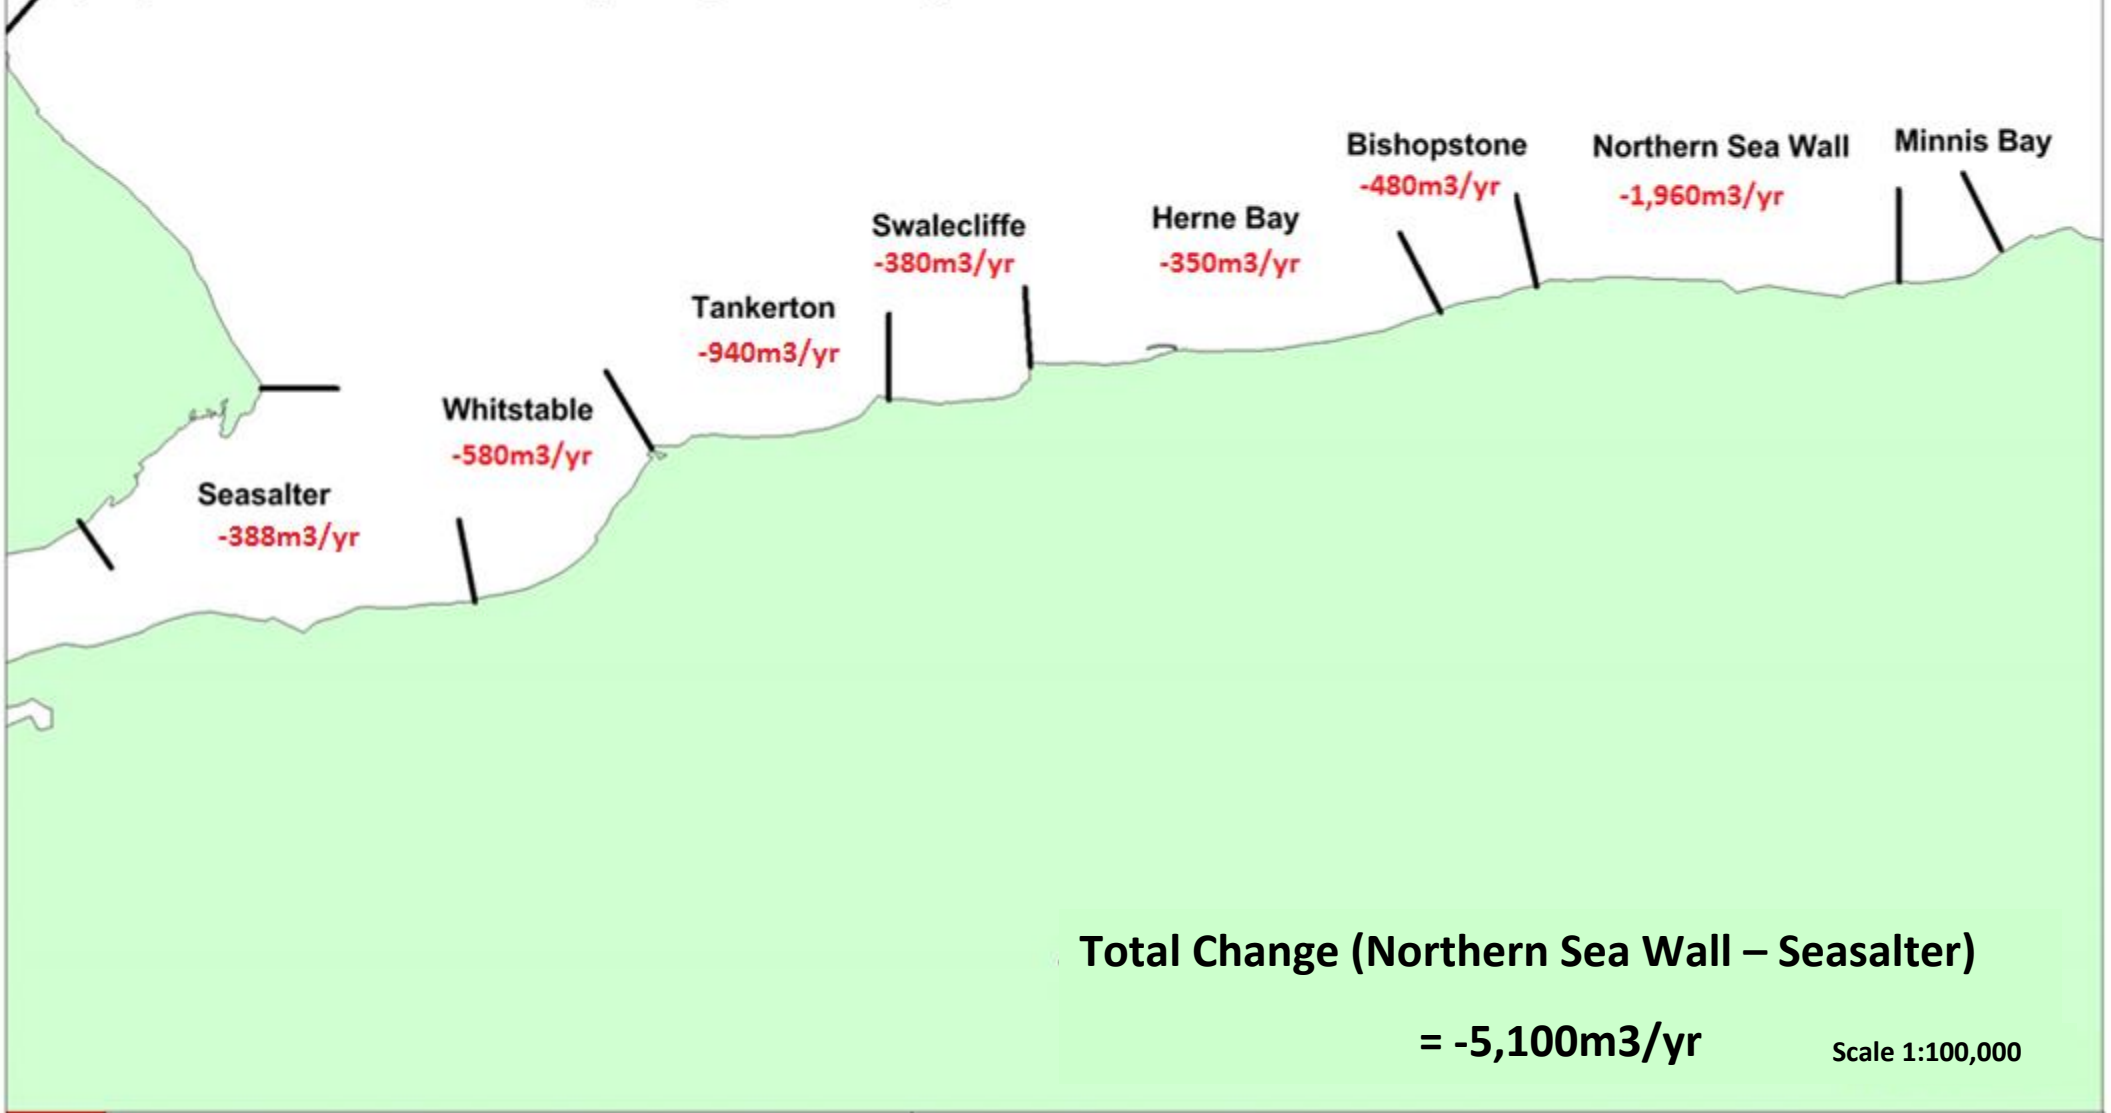 Bishopstone
-480m3/yr
Northern Sea Wall
-1,960m3/yr
Minnis Bay
Swalecliffe
-380m3/yr
Herne Bay
-350m3/yr
Tankerton
-940m3/yr
Whitstable
-580m3/yr
Seasalter
-388m3/yr
Total Change (Northern Sea Wall – Seasalter)
= -5,100m3/yr
Scale 1:100,000